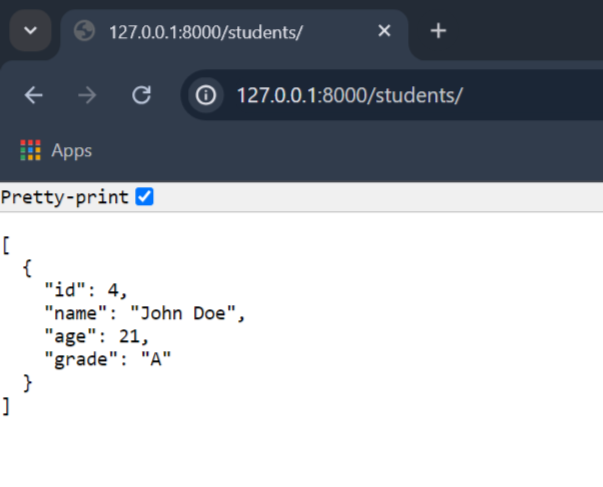 127.0.0.1:8000/students/
127.0.0.1:8000/students/
Apps
Pretty-print
[
  {
    "id": 4,
    "name": "John Doe",
    "age": 21,
    "grade": "A"
  }
]